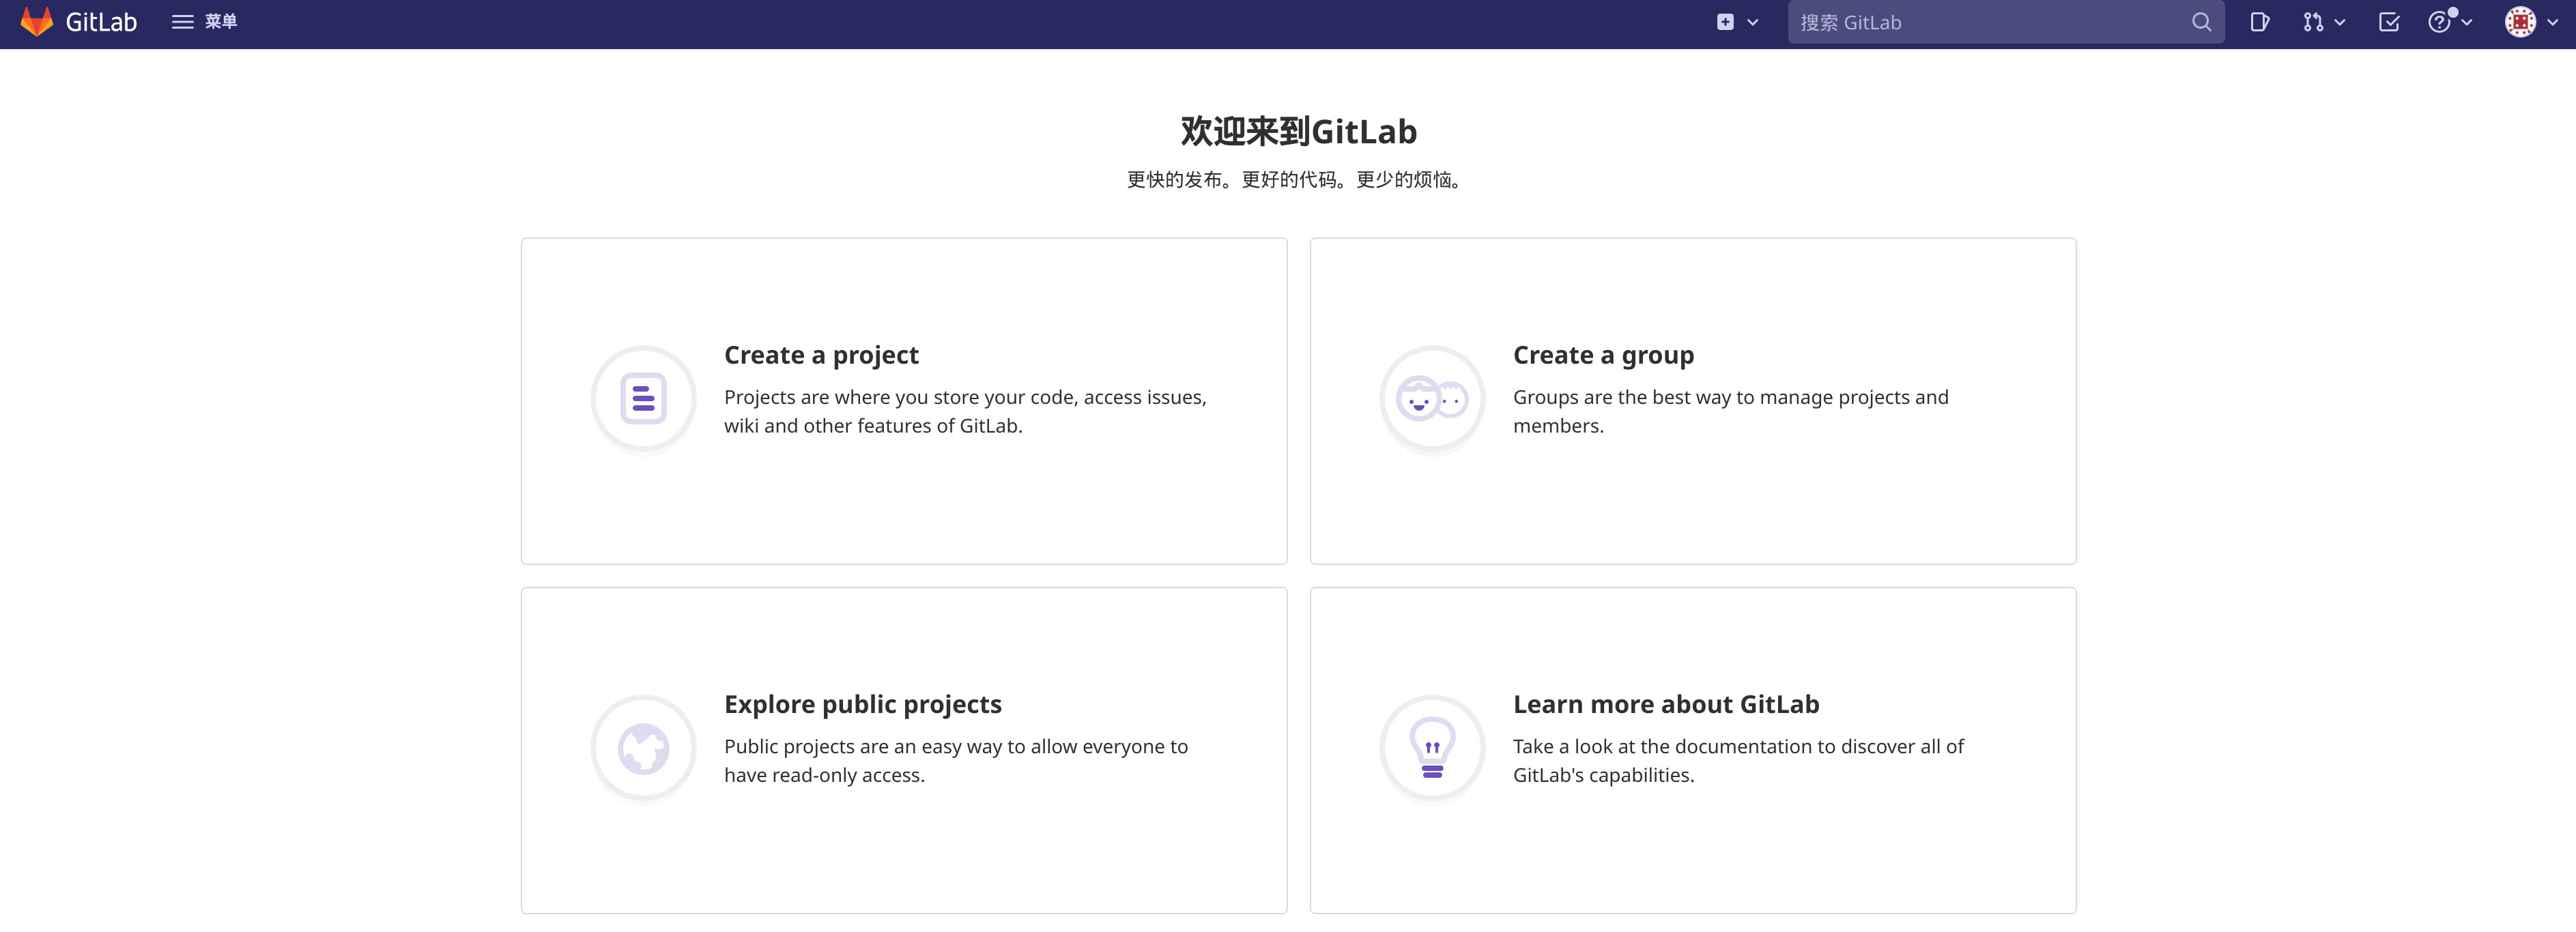 GitLab 菜单 搜索 GitLab
欢迎来到GitLab
更快的发布。更好的代码。更少的烦恼。
Create a project
Projects are where you store your code, access issues,
wiki and other features of GitLab.
Create a group
Groups are the best way to manage projects and
members.
Explore public projects
Public projects are an easy way to allow everyone to
have read-only access.
Learn more about GitLab
Take a look at the documentation to discover all of
GitLab's capabilities.